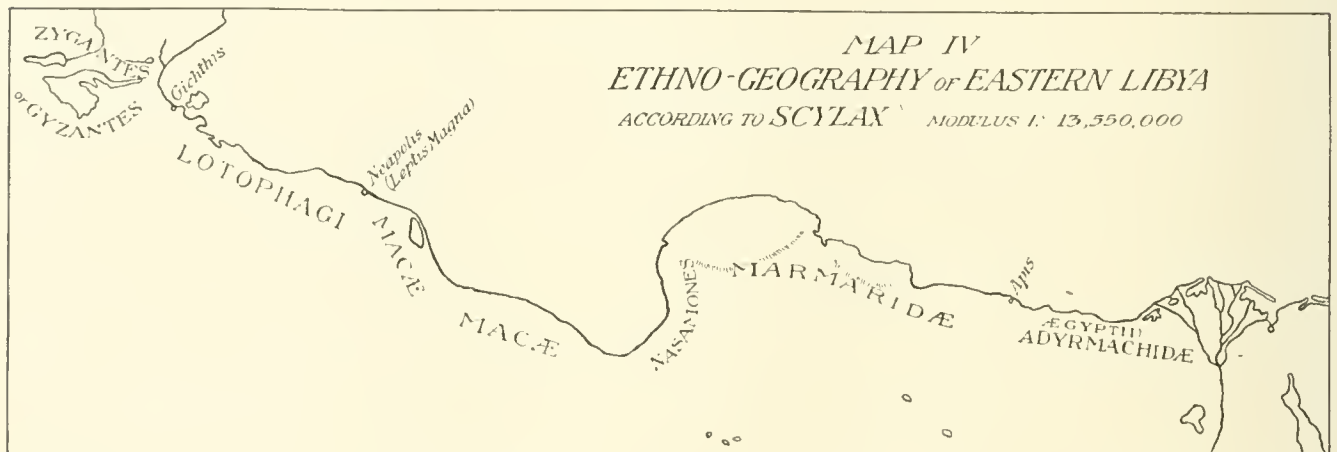 MAP IV
ETHNO-GEOGRAPHY OF EASTERN LIBYA
ACCORDING TO SCYLAX MODULUS 1: 13,550,000
ZYGANTES
or GYZANTES
Gichthis
LOTOPHAGI
Neapolis
(Leptis Magna)
MACÆ
MACÆ
NASAMONES
MARMARIDÆ
Apis
ÆGYPTII)
ADYRMACHIDÆ